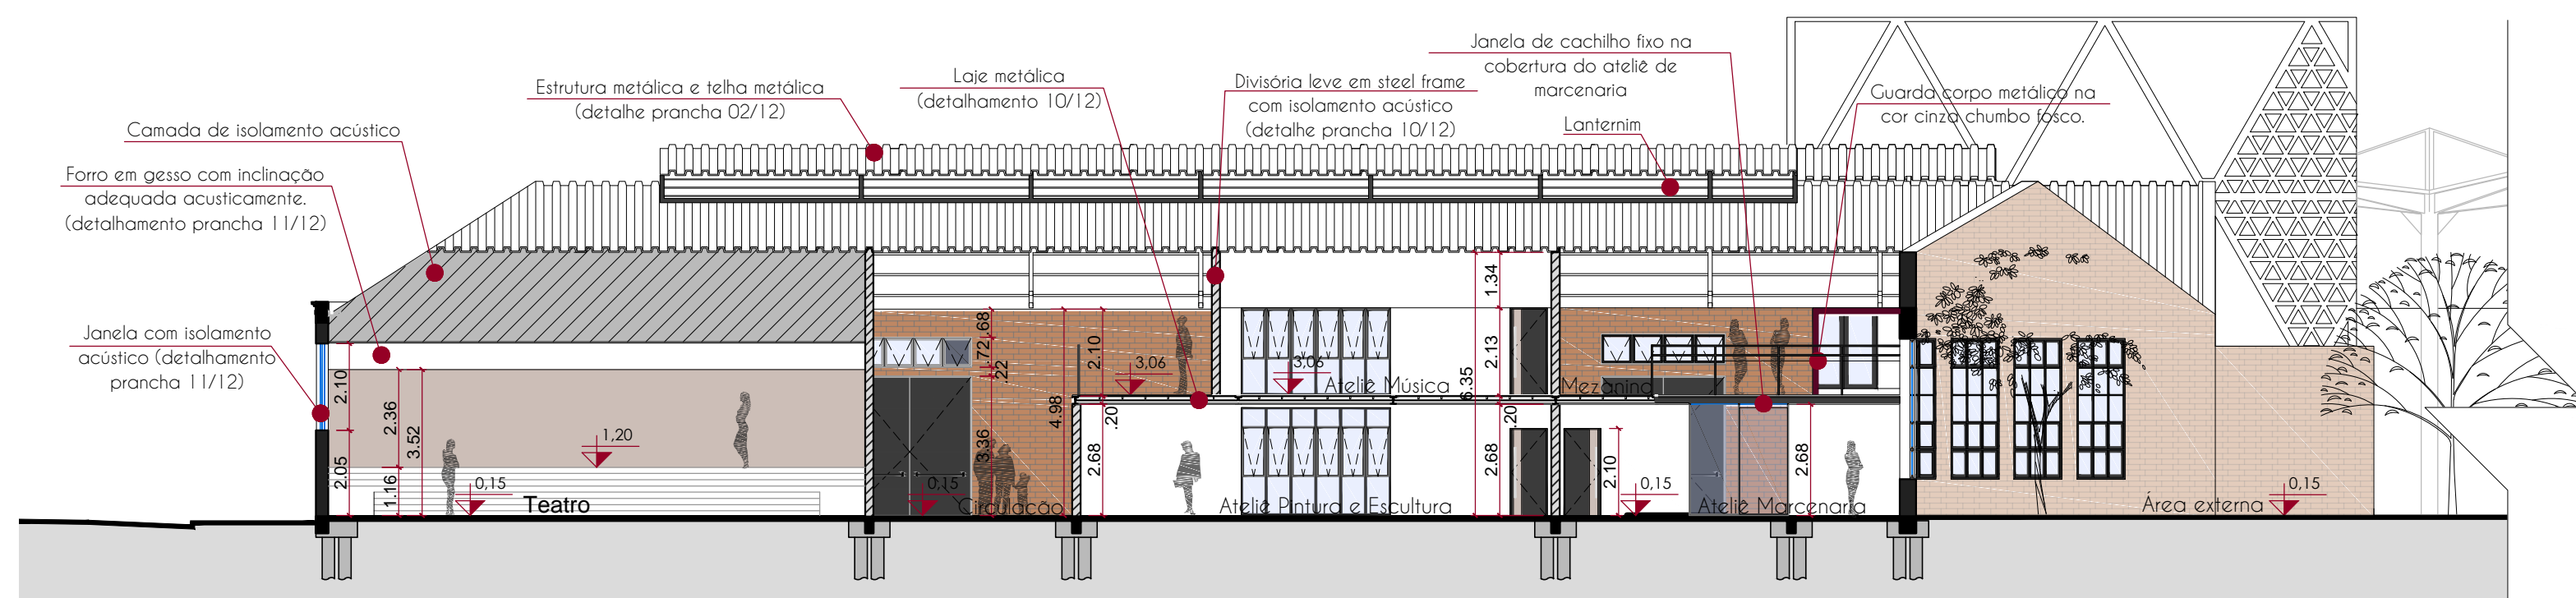 Janela de cachilho fixo na
cobertura do ateliê de
marcenaria
Laje metálica
(detalhamento 10/12)
Divisória leve em steel frame
com isolamento acústico
(detalhe prancha 10/12)
Estrutura metálica e telha metálica
(detalhe prancha 02/12)
Guarda corpo metálico na
cor cinza chumbo fosco.
Lanternim
Camada de isolamento acústico
Forro em gesso com inclinação
adequada acusticamente.
(detalhamento prancha 11/12)
Janela com isolamento
acústico (detalhamento
prancha 11/12)
2.10
2.05
2.36
1.16
3.52
1,20
0,15
Teatro
.68
.72
.22
3.36
4.98
2.10
.20
2.68
3,06
0,15
Circulação
3,06
Ateliê Música
6.35
1.34
2.13
.20
2.68
Ateliê Pintura e Escultura
Mezanino
2.10
0,15
2.68
Ateliê Marcenaria
Área externa
0,15